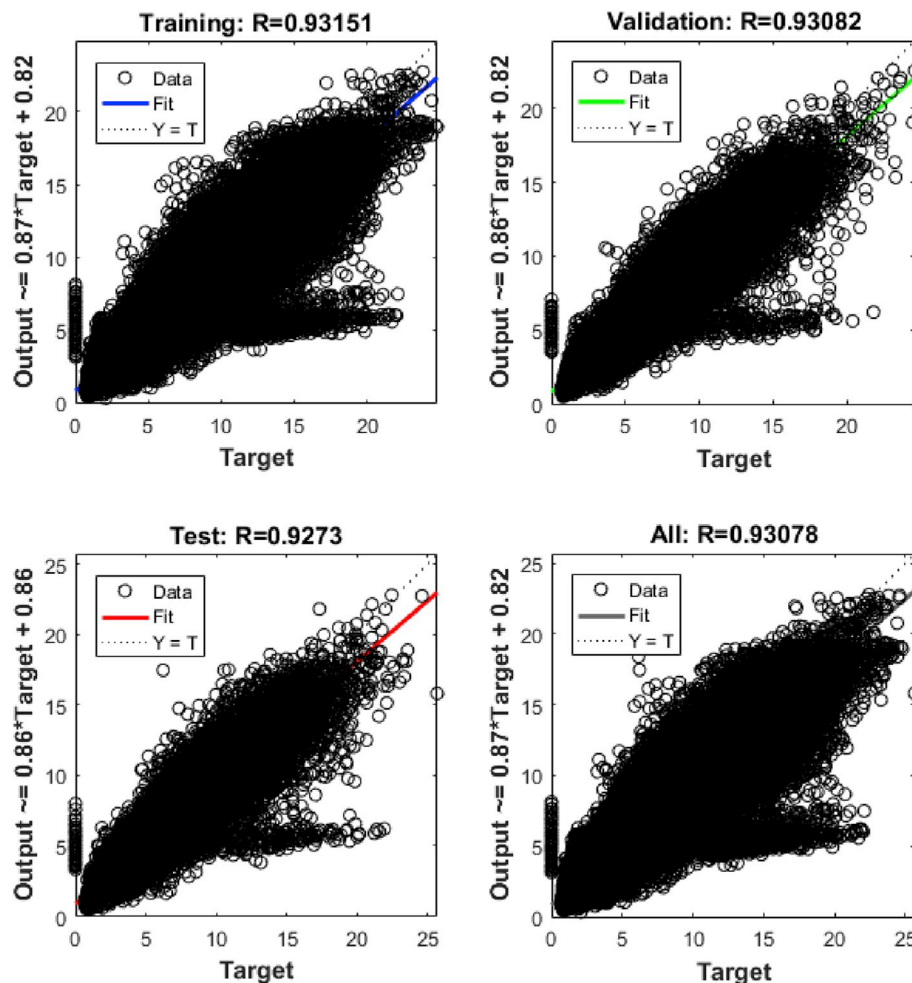 Training: R=0.93151
Output ~= 0.87*Target + 0.82
20
15
10
5
0
Data
Fit
Y = T
0 5 10 15 20
Target
Validation: R=0.93082
Output ~= 0.86*Target + 0.82
20
15
10
5
0
Data
Fit
Y = T
0 5 10 15 20
Target
Test: R=0.9273
Output ~= 0.86*Target + 0.86
25
20
15
10
5
0
Data
Fit
Y = T
0 5 10 15 20 25
Target
All: R=0.93078
Output ~= 0.87*Target + 0.82
25
20
15
10
5
0
Data
Fit
Y = T
0 5 10 15 20 25
Target